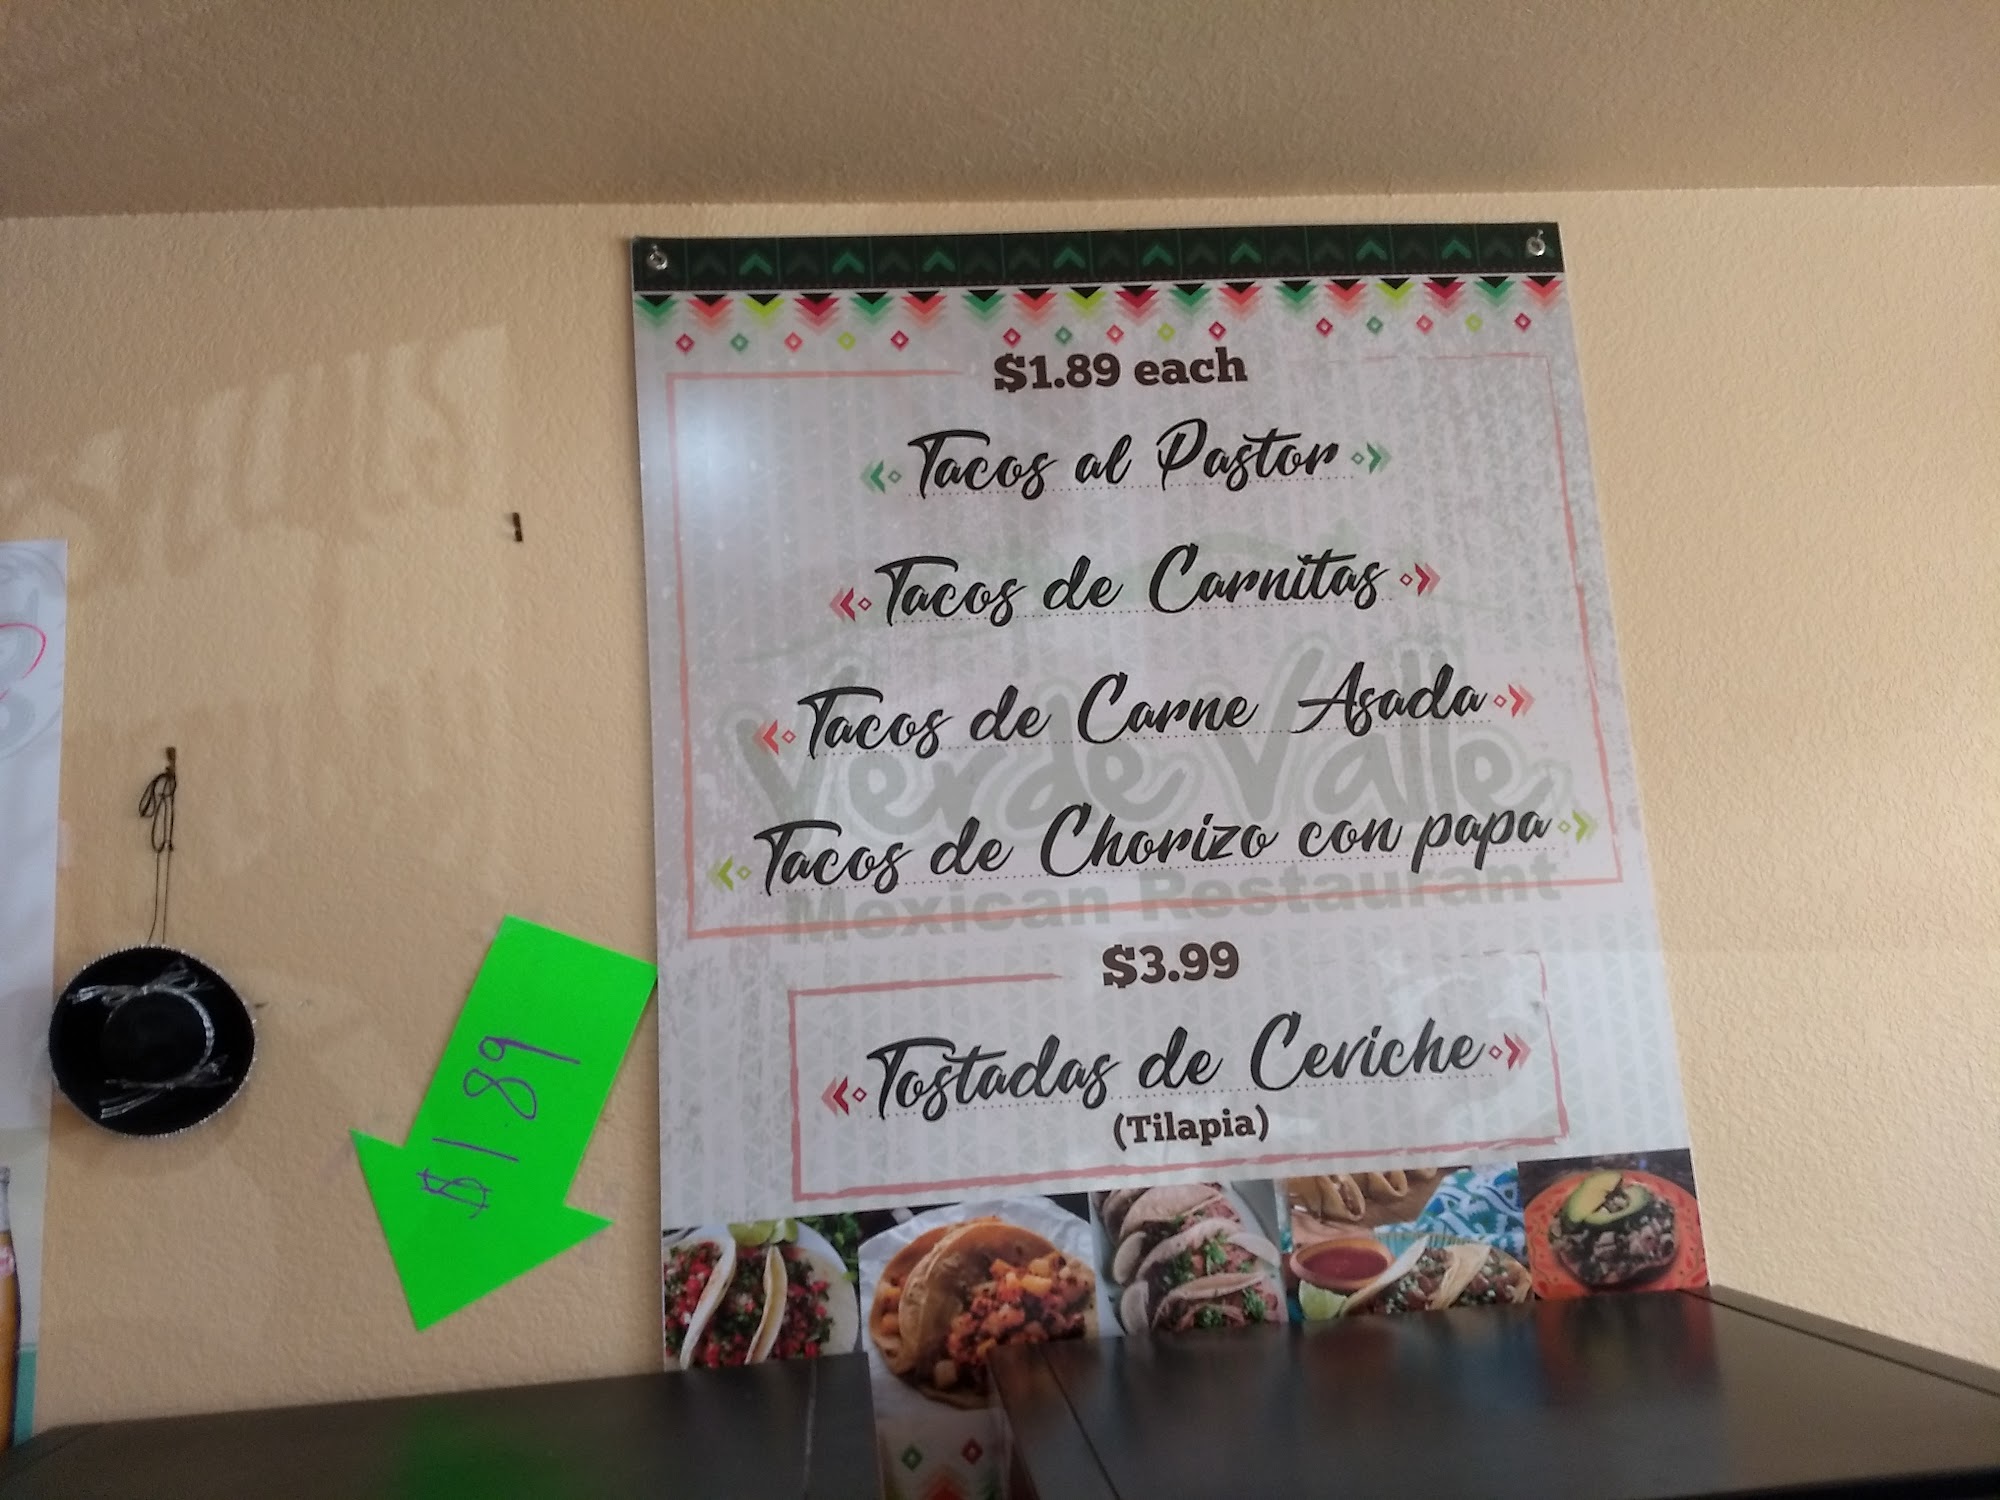 $1.89 each
Tacos al Pastor
Tacos de Carnitas
Tacos de Carne Asada
Tacos de Chorizo con papa
Verde Valle
Mexican Restaurant
$3.99
Tostadas de Ceviche
(Tilapia)
$1.89